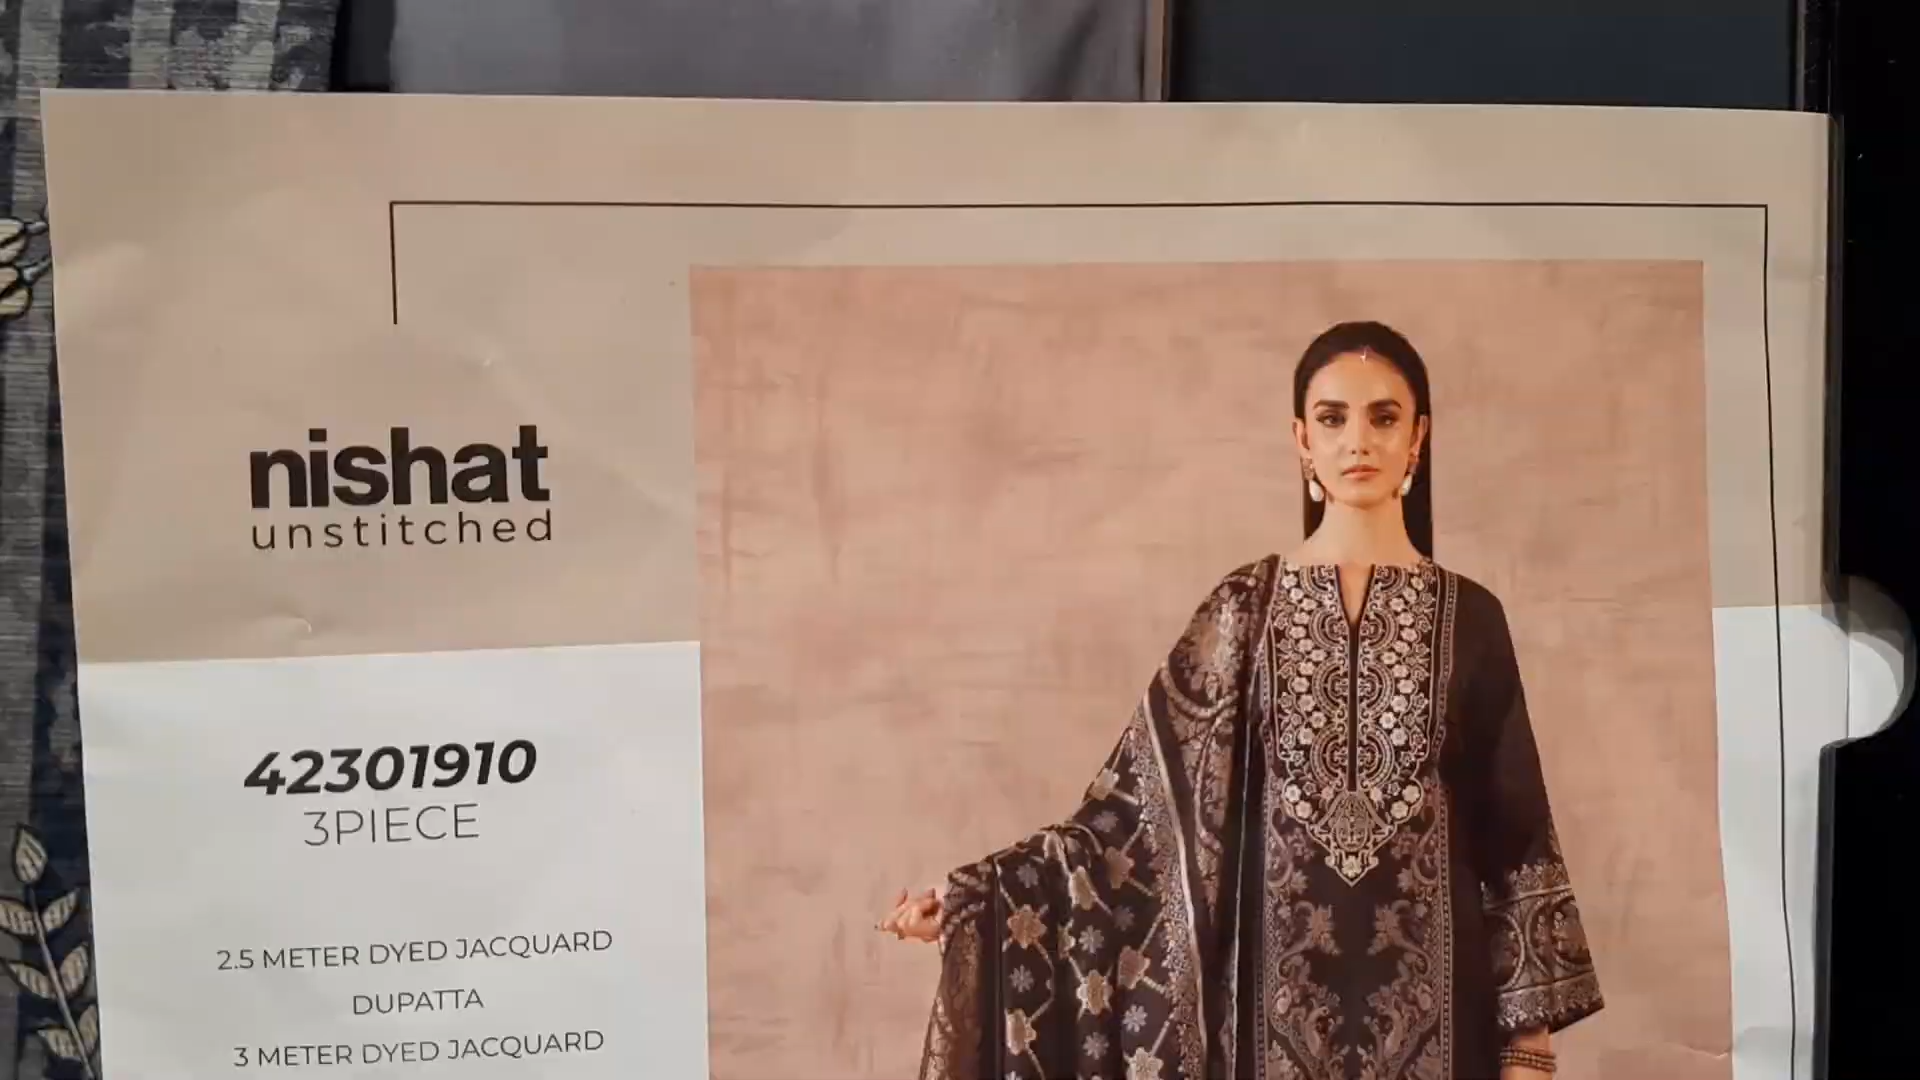 nishat
unstitched
42301910
3PIECE
2.5 METER DYED JACQUARD
DUPATTA
3 METER DYED JACQUARD